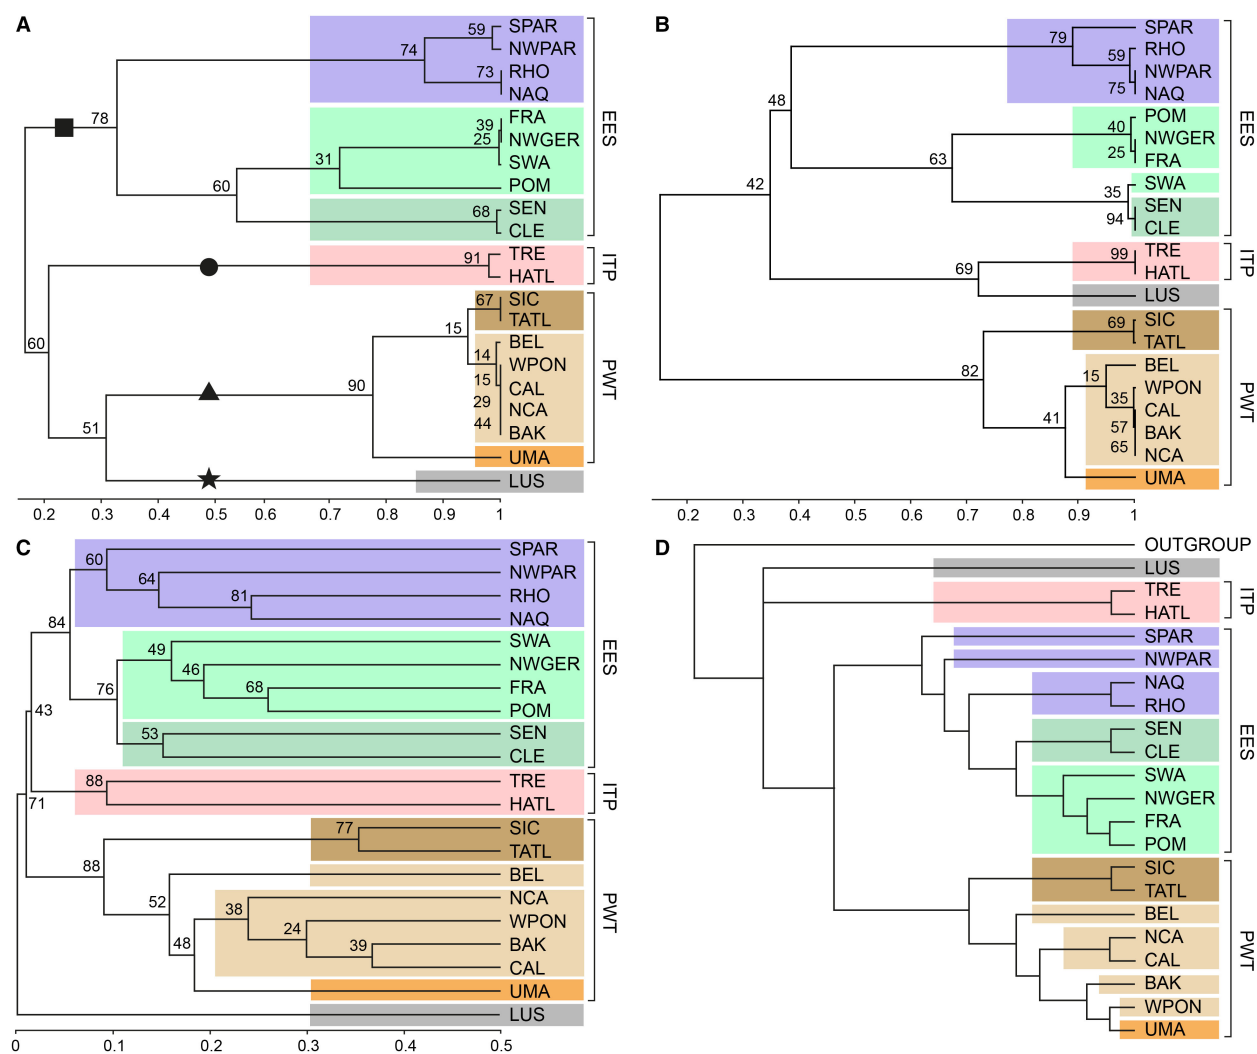 A
59 SPAR
74 NWPAR
73 RHO
NAQ
78
39 FRA
25 NWGER
31 SWA
POM
60
68 SEN
CLE
EES
91 TRE
HATL
ITP
67 SIC
15 TATL
60
14 BEL
WPON
90 15 CAL
29 NCA
44 BAK
51
UMA
PWT
LUS
0.2 0.3 0.4 0.5 0.6 0.7 0.8 0.9 1
B
79 SPAR
59 RHO
NWPAR
75 NAQ
48
40 POM
NWGER
25 FRA
63
42
35 SWA
SEN
94 CLE
EES
99 TRE
69 HATL
ITP
LUS
69 SIC
TATL
82
15 BEL
WPON
35 CAL
41 57 BAK
65 NCA
UMA
PWT
0.2 0.3 0.4 0.5 0.6 0.7 0.8 0.9 1
C
60 SPAR
64 NWPAR
81 RHO
NAQ
84
49 SWA
46 NWGER
68 FRA
76 POM
43
53 SEN
CLE
EES
88 TRE
71 HATL
ITP
77 SIC
TATL
88
52 BEL
38 NCA
24 WPON
48 39 BAK
CAL
UMA
PWT
LUS
0 0.1 0.2 0.3 0.4 0.5
D
OUTGROUP
LUS
TRE
HATL
ITP
SPAR
NWPAR
NAQ
RHO
SEN
CLE
SWA
NWGER
FRA
POM
EES
SIC
TATL
BEL
NCA
CAL
BAK
WPON
UMA
PWT